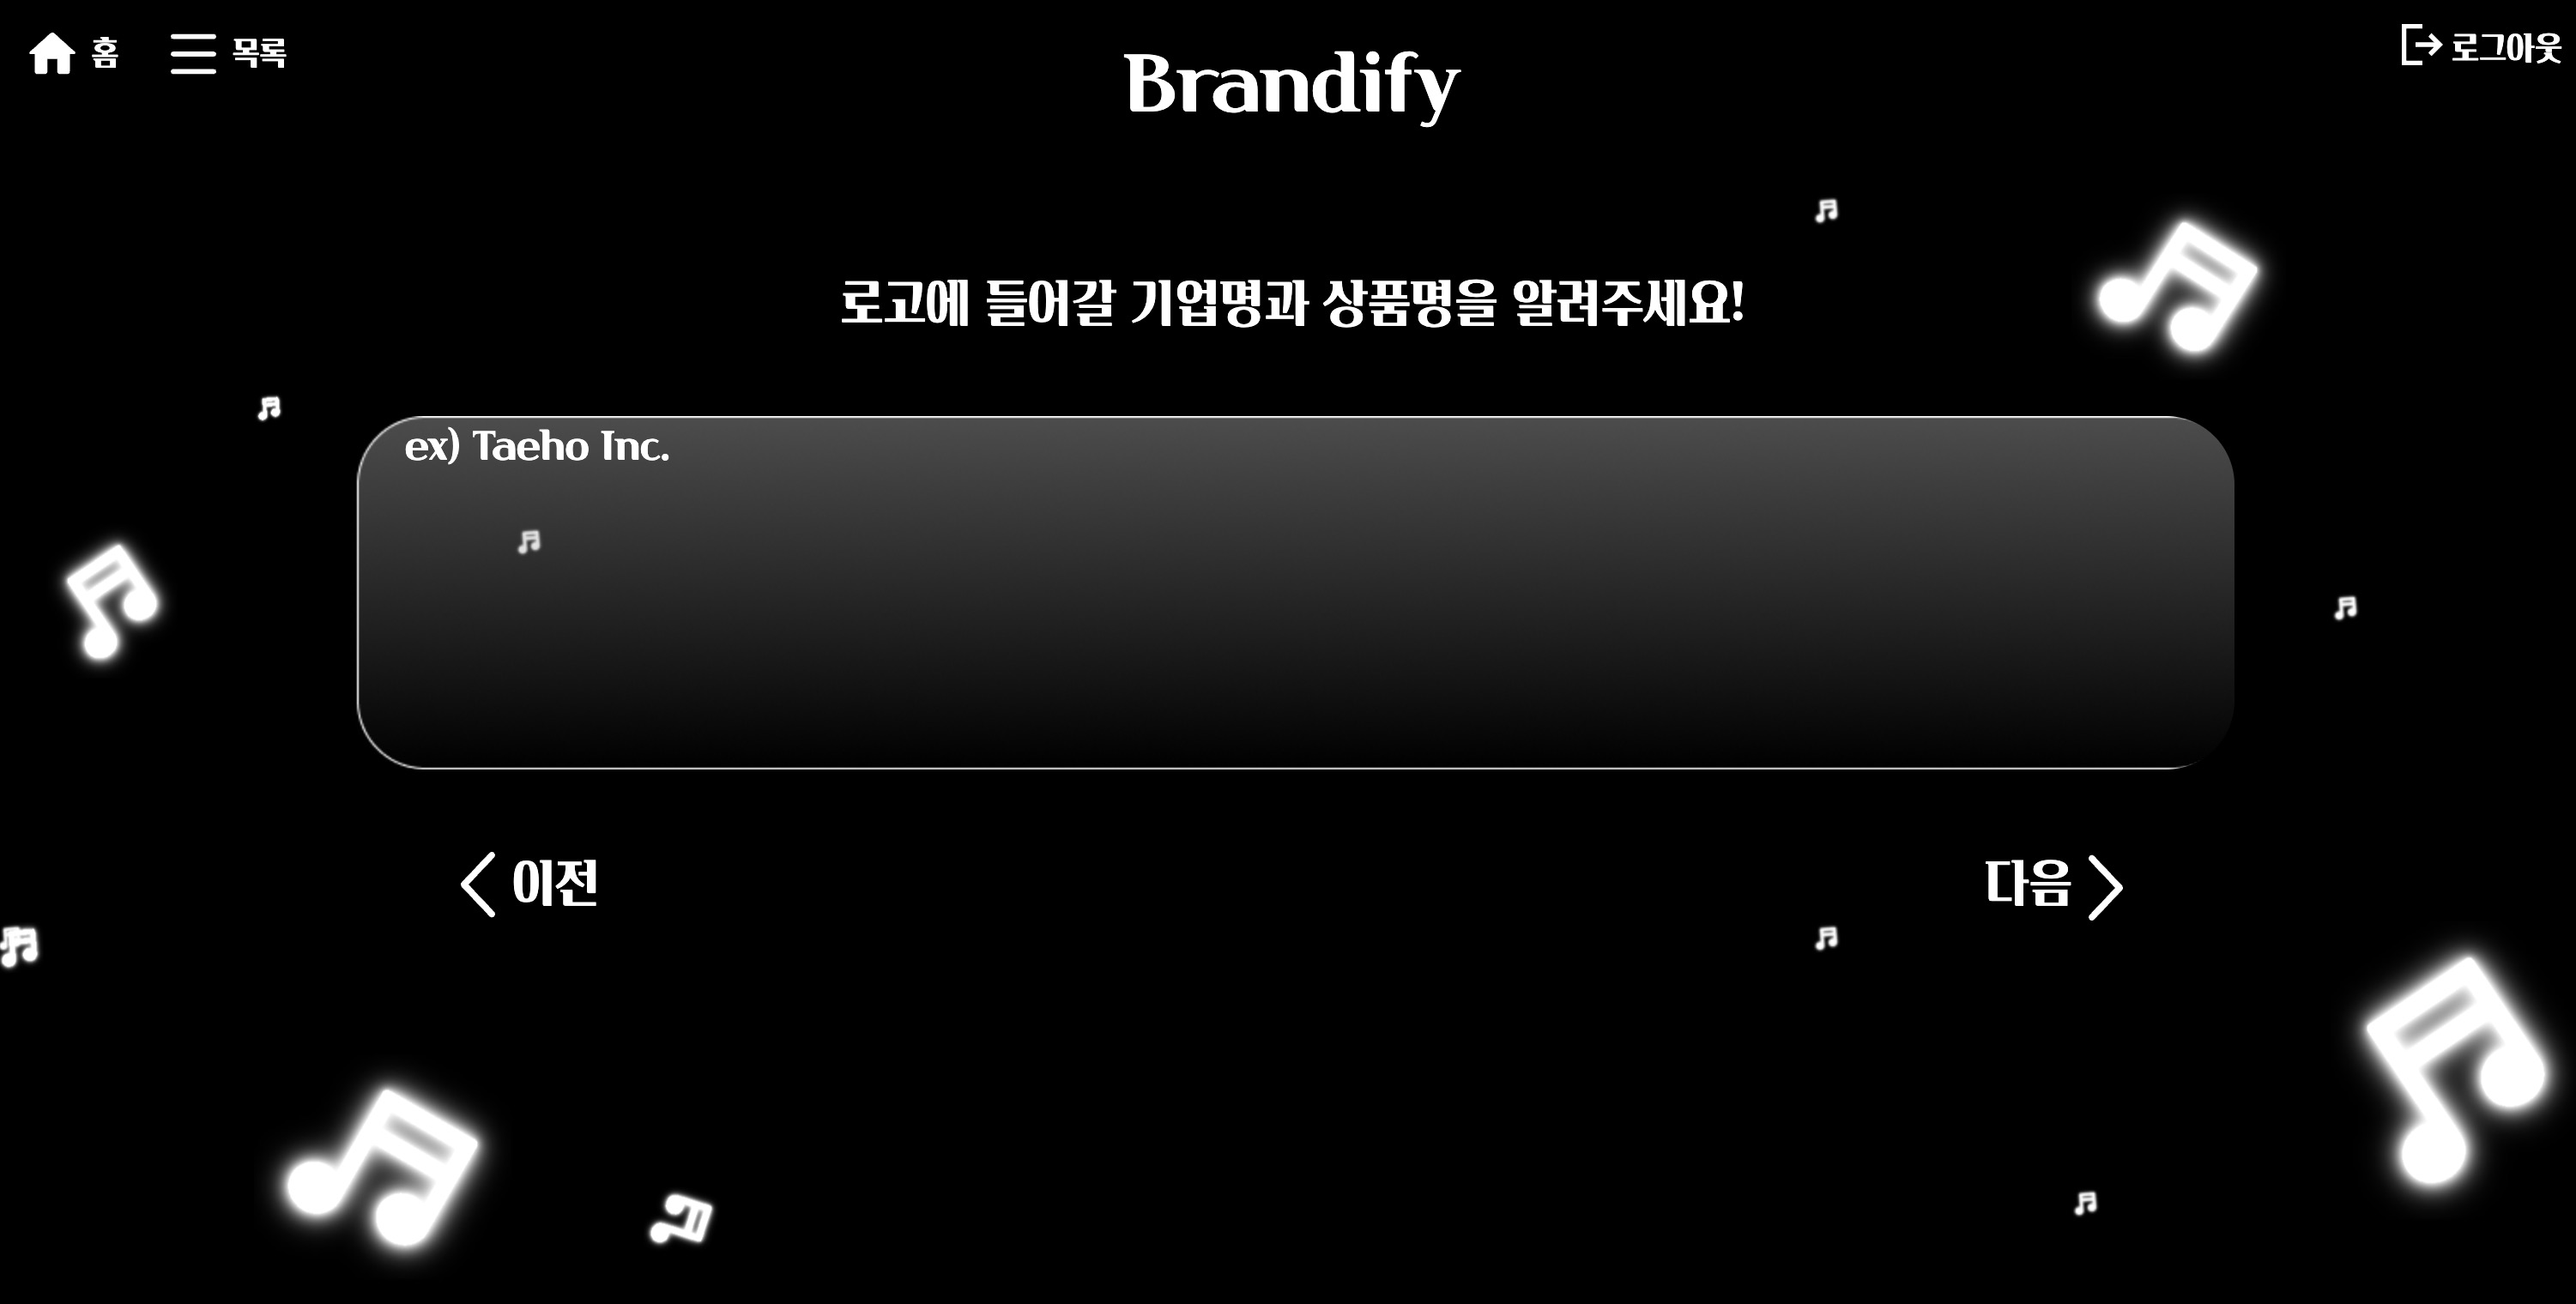 홈 목록 로그아웃
Brandify
로고에 들어갈 기업명과 상품명을 알려주세요!
ex) Taeho Inc.
이전 다음